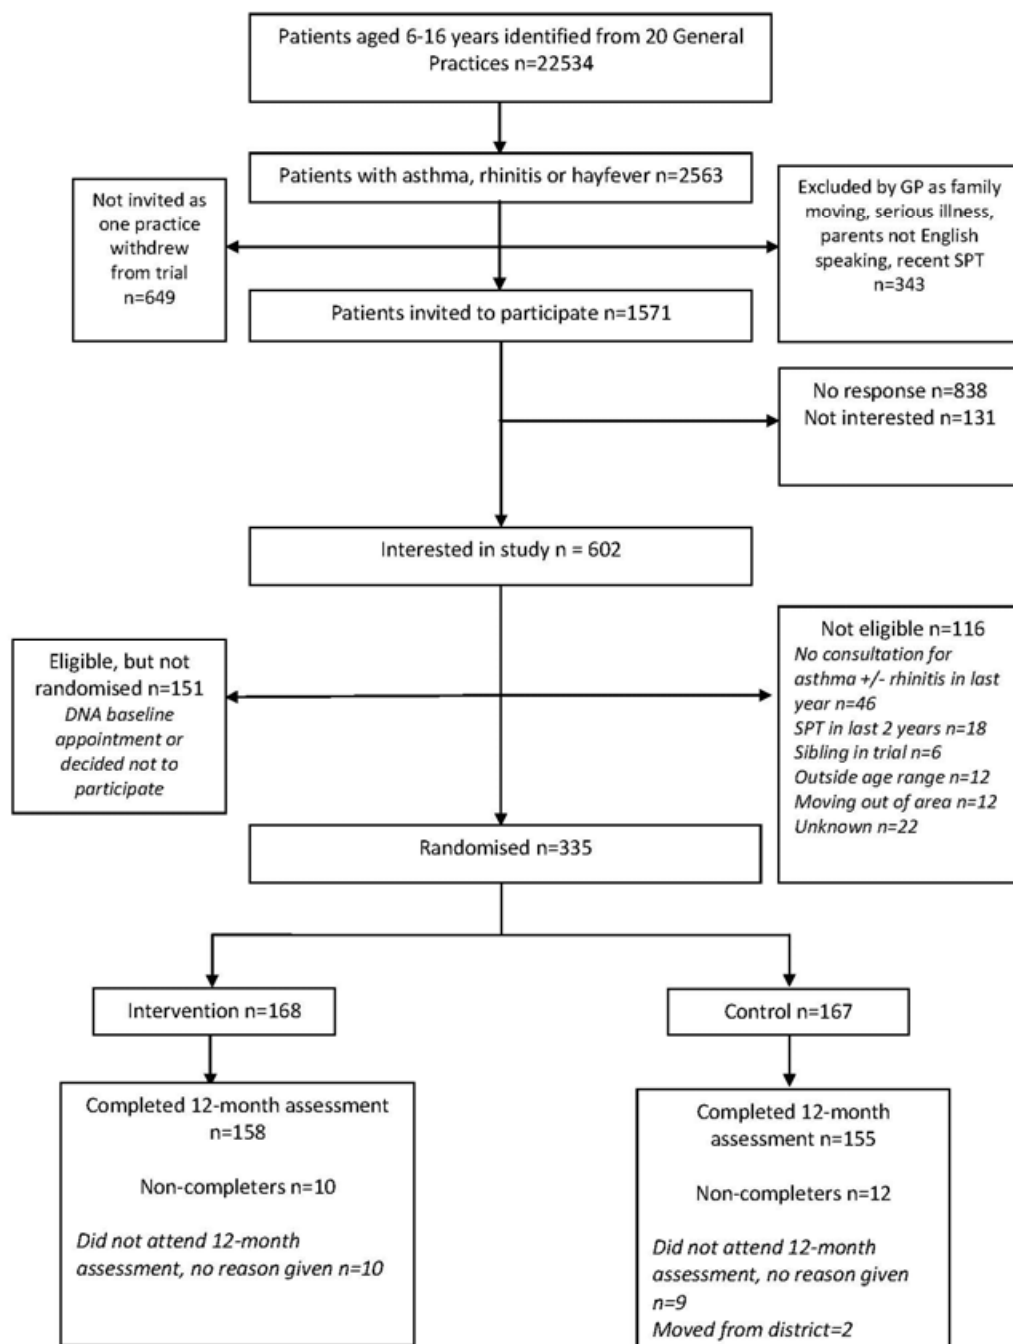 Patients aged 6-16 years identified from 20 General
Practices n=22534
Patients with asthma, rhinitis or hayfever n=2563
Not invited as
one practice
withdrew
from trial
n=649
Excluded by GP as family
moving, serious illness,
parents not English
speaking, recent SPT
n=343
Patients invited to participate n=1571
No response n=838
Not interested n=131
Interested in study n = 602
Eligible, but not
randomised n=151
DNA baseline
appointment or
decided not to
participate
Not eligible n=116
No consultation for
asthma +/- rhinitis in last
year n=46
SPT in last 2 years n=18
Sibling in trial n=6
Outside age range n=12
Moving out of area n=12
Unknown n=22
Randomised n=335
Intervention n=168
Control n=167
Completed 12-month assessment
n=158
Non-completers n=10
Did not attend 12-month
assessment, no reason given n=10
Completed 12-month
assessment n=155
Non-completers n=12
Did not attend 12-month
assessment, no reason given
n=9
Moved from district=2